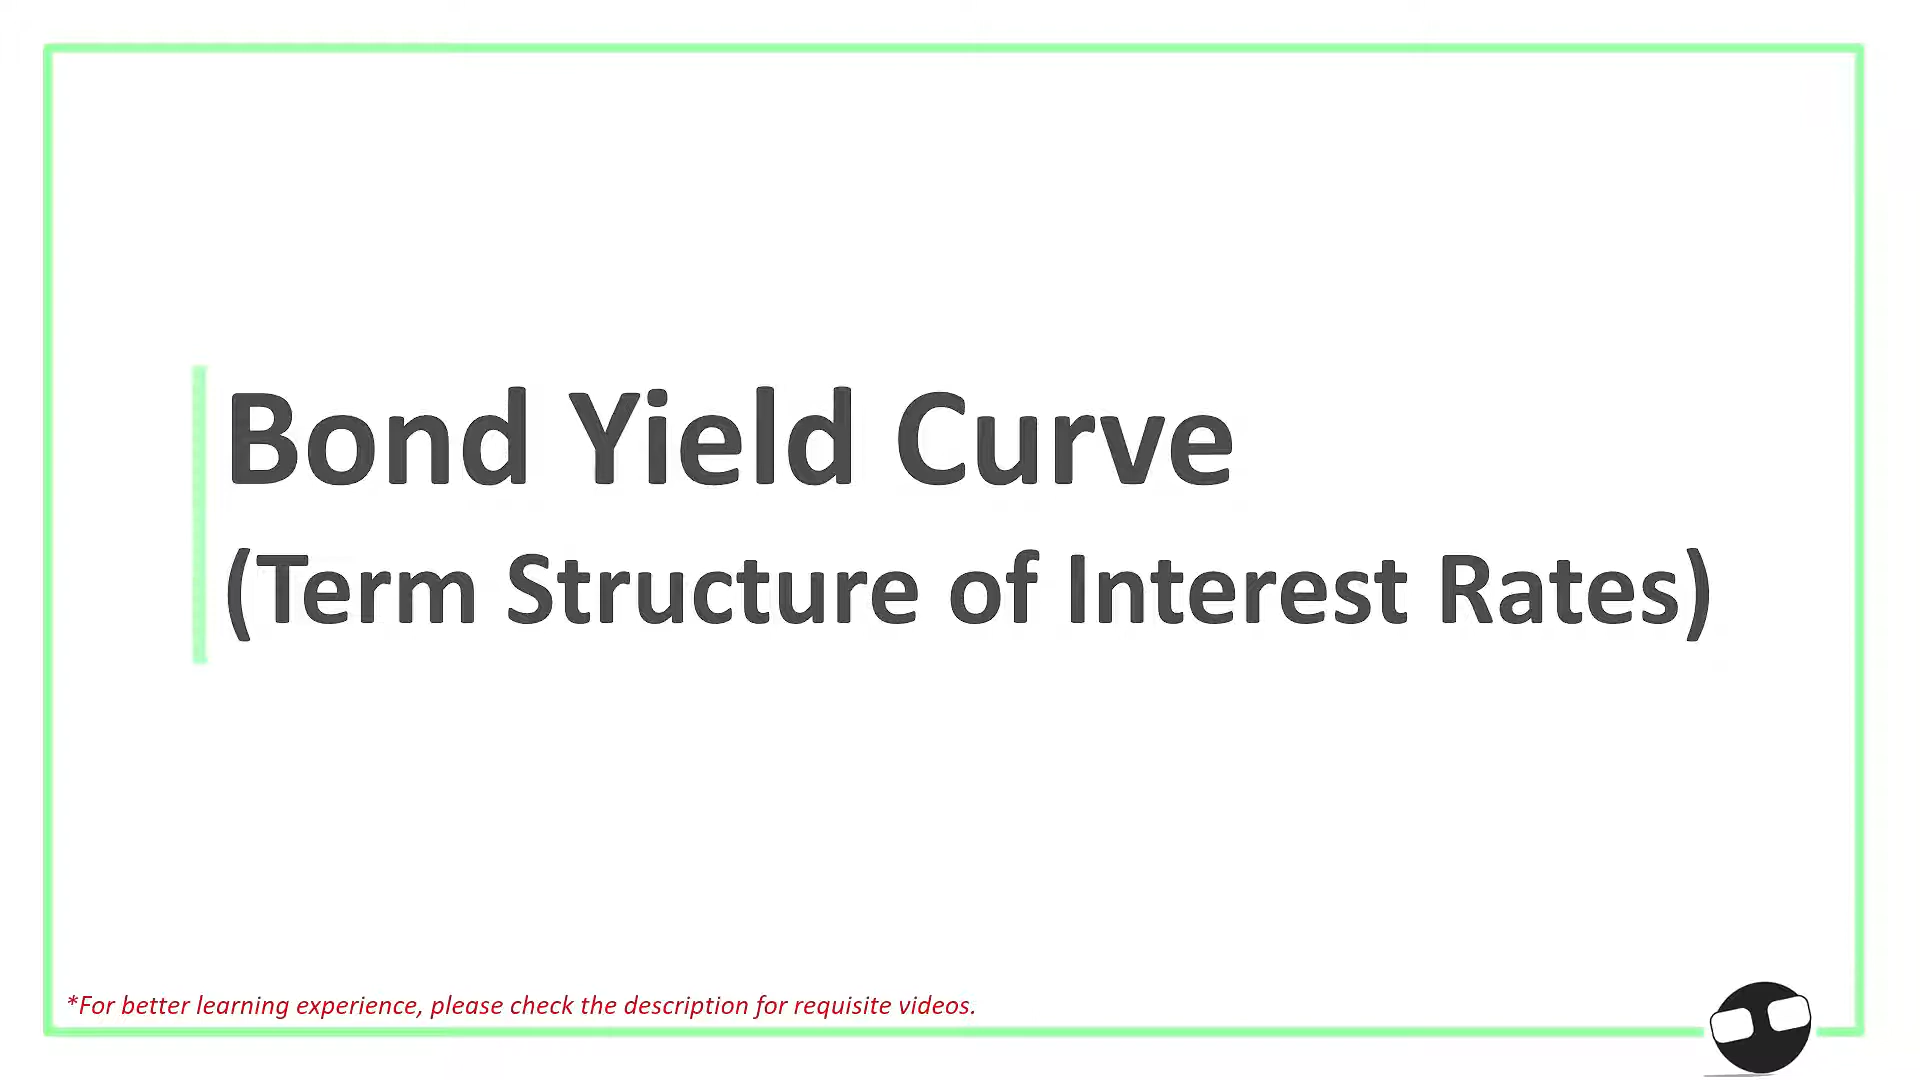 Bond Yield Curve
(Term Structure of Interest Rates)
*For better learning experience, please check the description for requisite videos.